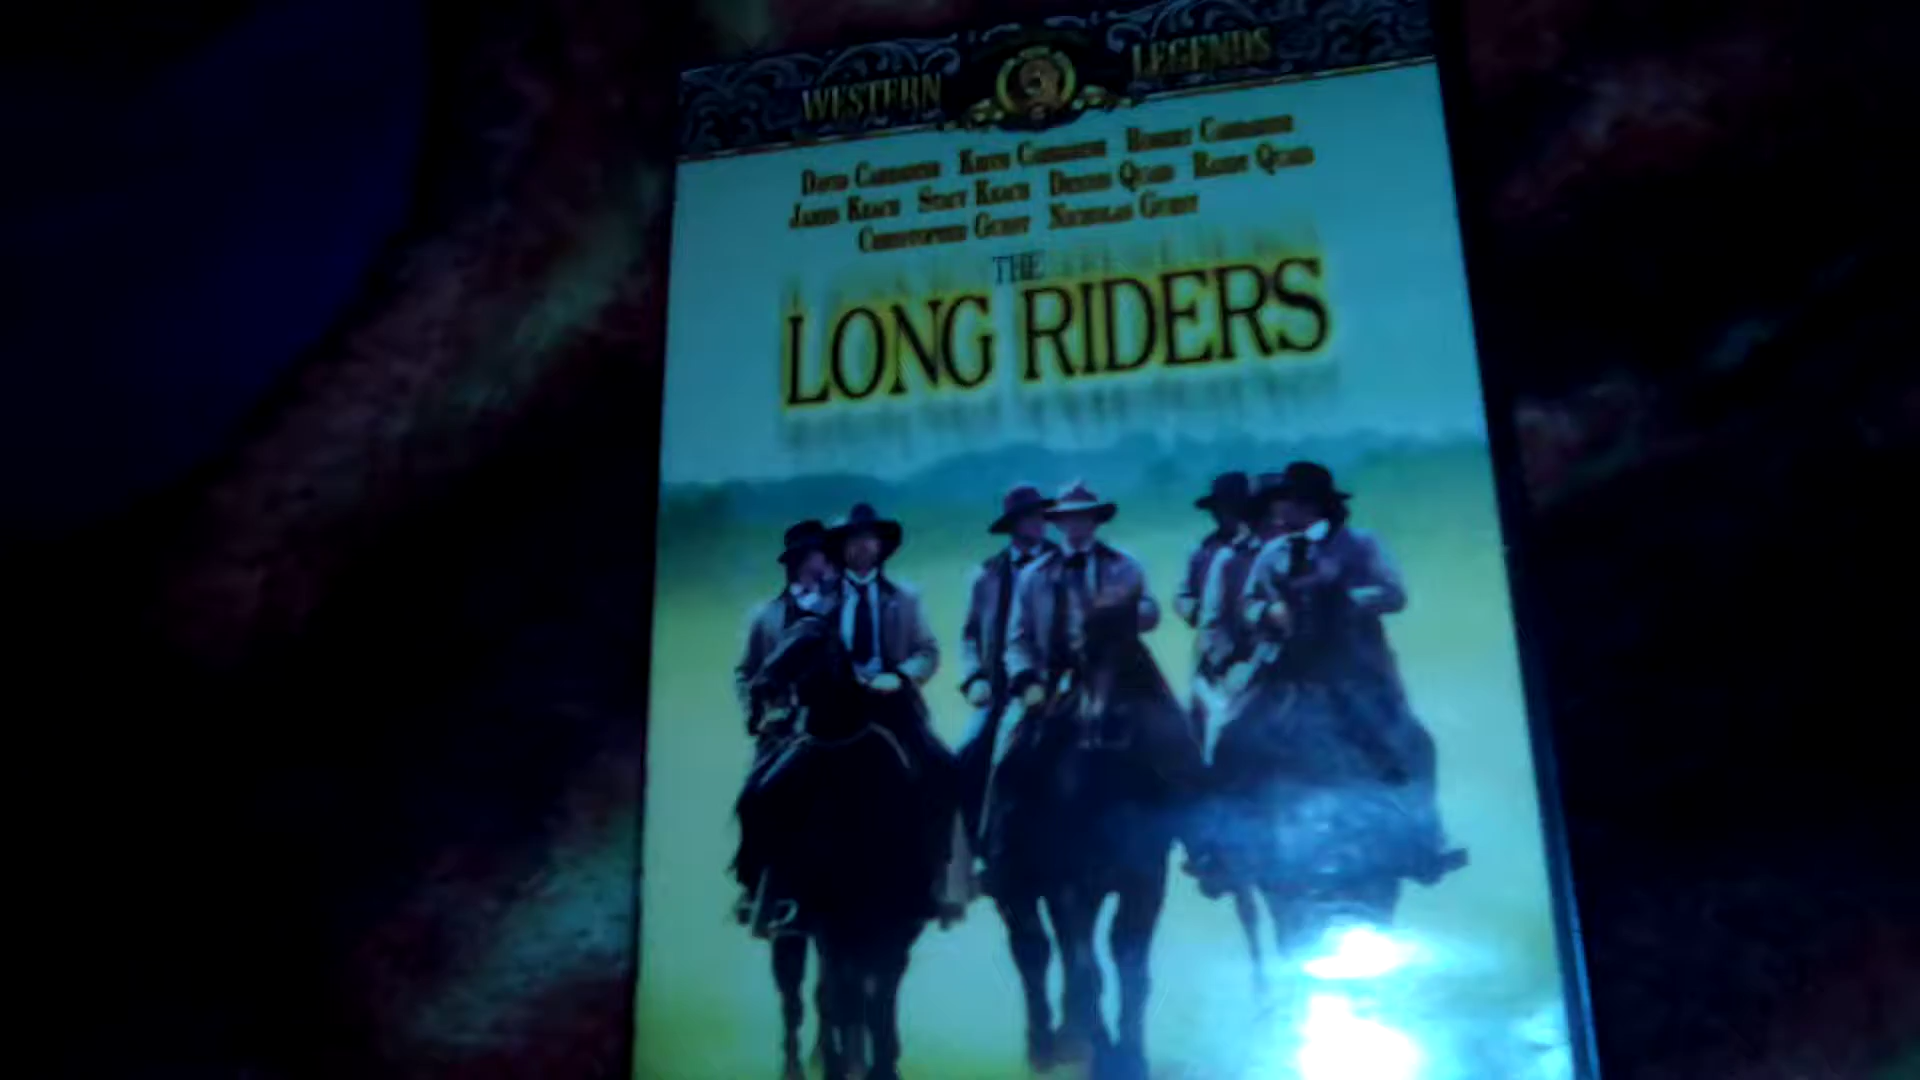 WESTERN LEGENDS
DAVID CARRADINE KEITH CARRADINE ROBERT CARRADINE
JAMES KEACH STACY KEACH DENNIS QUAID RANDY QUAID
CHRISTOPHER GUEST NICHOLAS GUEST
THE
LONG RIDERS